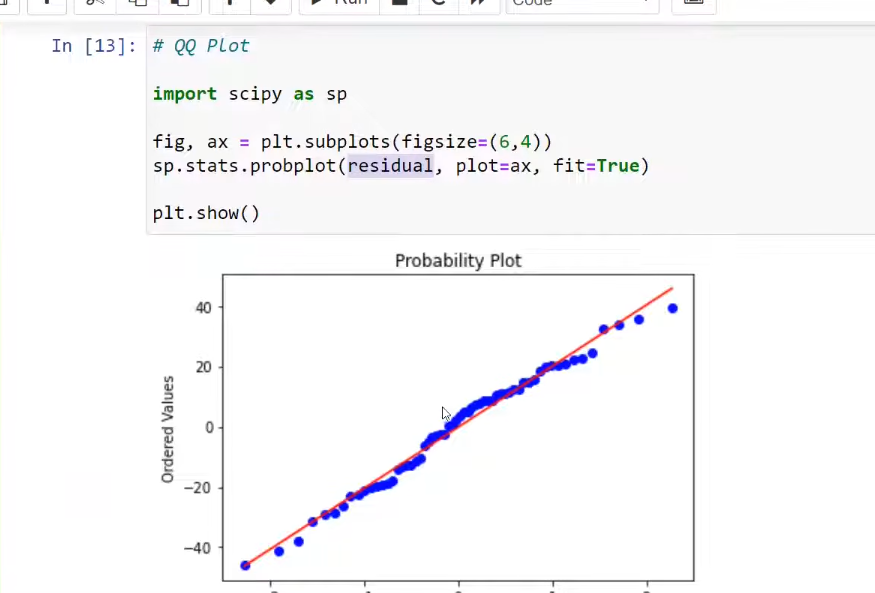 Run
Code
In [13]:
# QQ Plot
import scipy as sp
fig, ax = plt.subplots(figsize=(6,4))
sp.stats.probplot(residual, plot=ax, fit=True)
plt.show()
Probability Plot
40
20
0
−20
−40
Ordered Values